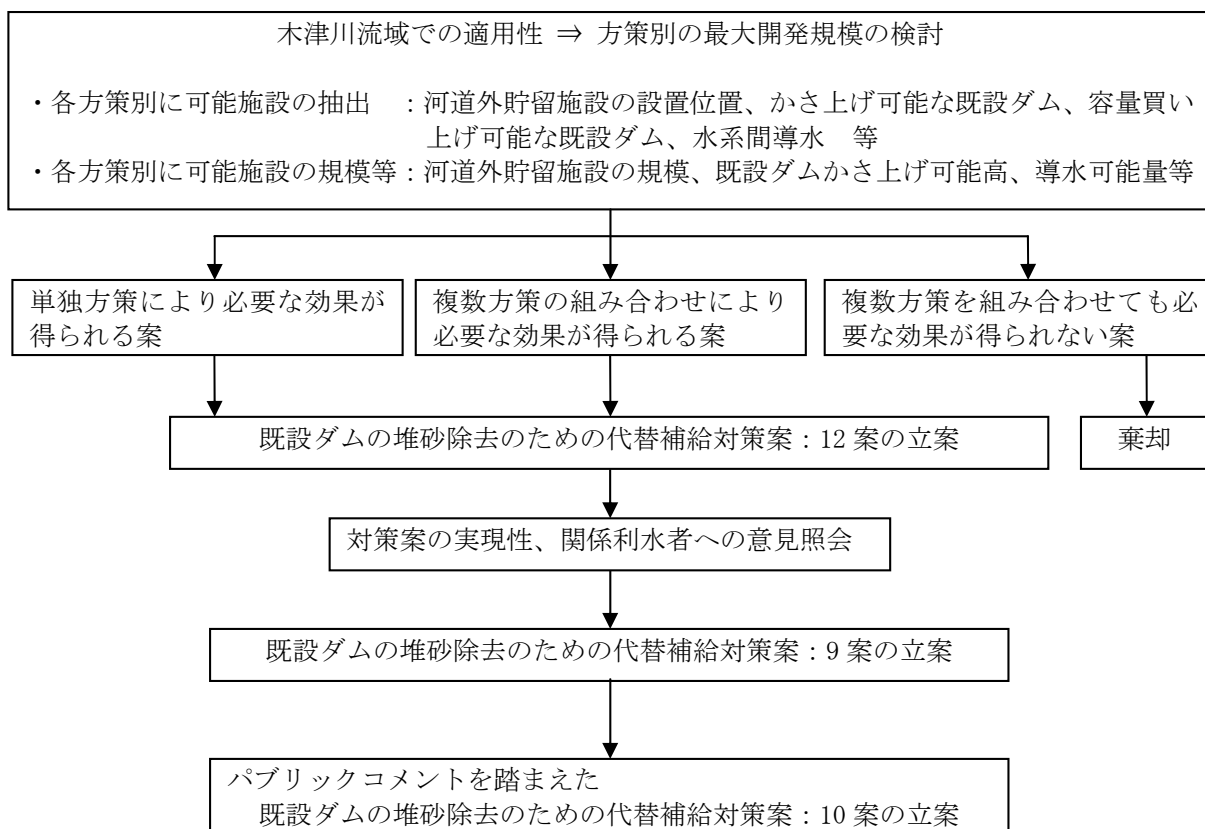 木津川流域での適用性 ⇒ 方策別の最大開発規模の検討
・各方策別に可能施設の抽出 ：河道外貯留施設の設置位置、かさ上げ可能な既設ダム、容量買い
上げ可能な既設ダム、水系間導水 等
・各方策別に可能施設の規模等：河道外貯留施設の規模、既設ダムかさ上げ可能高、導水可能量等
単独方策により必要な効果が
得られる案
複数方策の組み合わせにより
必要な効果が得られる案
複数方策を組み合わせても必
要な効果が得られない案
既設ダムの堆砂除去のための代替補給対策案：12 案の立案
棄却
対策案の実現性、関係利水者への意見照会
既設ダムの堆砂除去のための代替補給対策案：9 案の立案
パブリックコメントを踏まえた
既設ダムの堆砂除去のための代替補給対策案：10 案の立案